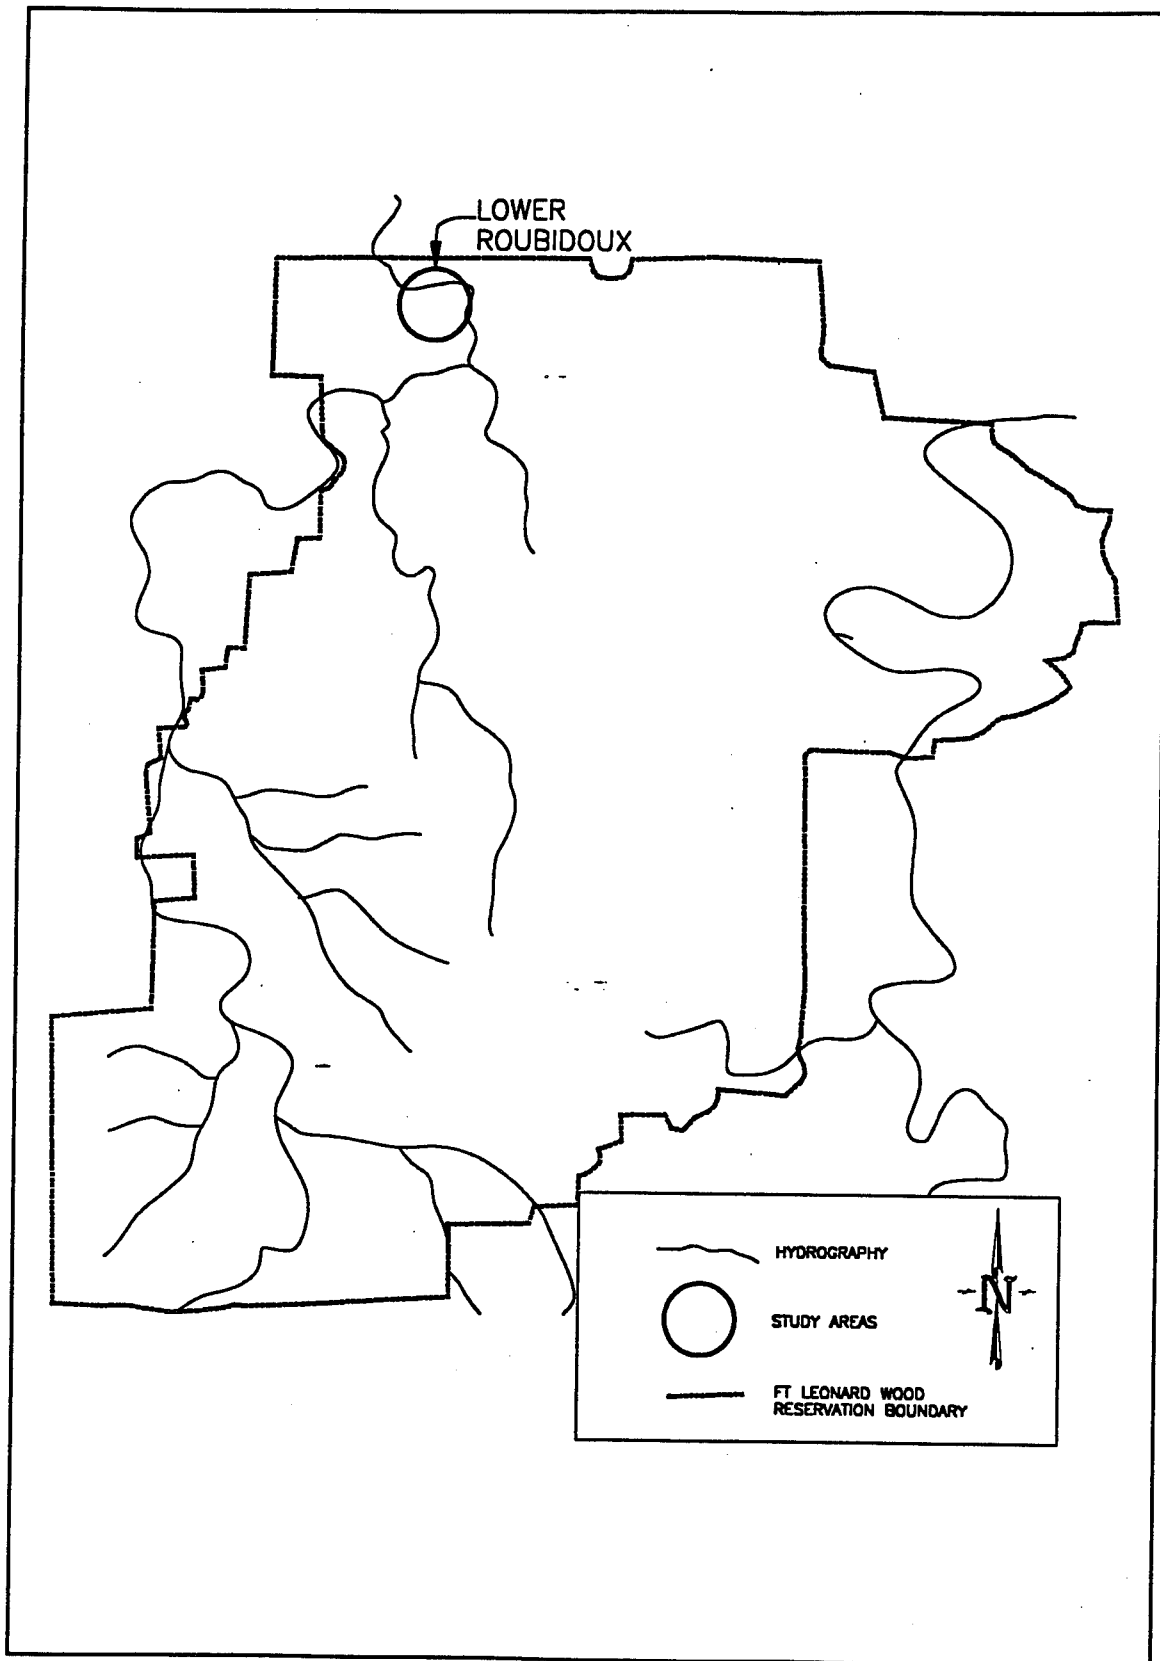 LOWER
ROUBIDOUX
HYDROGRAPHY
N
STUDY AREAS
FT LEONARD WOOD
RESERVATION BOUNDARY